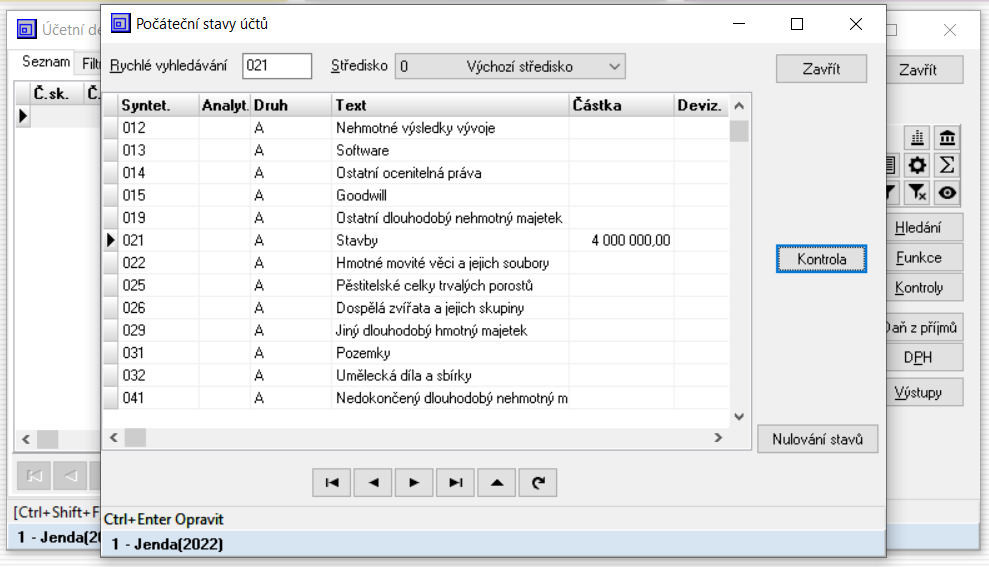 Účetní de
Počáteční stavy účtů
Seznam Filt
Č.sk. Č.
Rychlé vyhledávání 021 Středisko 0 Výchozí středisko
Zavřít
Zavřít
Syntet. Analyt. Druh Text Částka Deviz.
012 A Nehmotné výsledky vývoje
013 A Software
014 A Ostatní ocenitelná práva
015 A Goodwill
019 A Ostatní dlouhodobý nehmotný majetek
021 A Stavby 4 000 000,00
022 A Hmotné movité věci a jejich soubory
025 A Pěstitelské celky trvalých porostů
026 A Dospělá zvířata a jejich skupiny
029 A Jiný dlouhodobý hmotný majetek
031 A Pozemky
032 A Umělecká díla a sbírky
041 A Nedokončený dlouhodobý nehmotný m
Kontrola
Nulování stavů
Hledání
Funkce
Kontroly
Daň z příjmů
DPH
Výstupy
[Ctrl+Shift+F
Ctrl+Enter Opravit
1 - Jenda(20
1 - Jenda(2022)